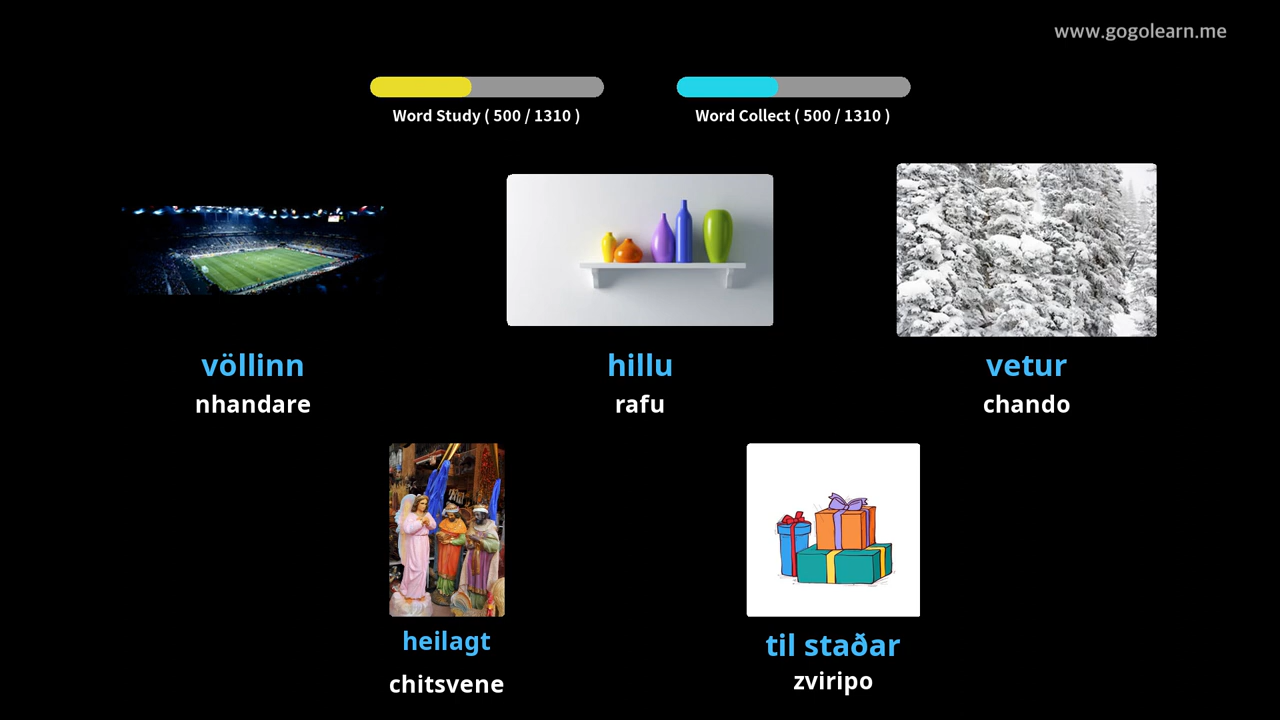 www.gogolearn.me
Word Study ( 500 / 1310 )
Word Collect ( 500 / 1310 )
völlinn
nhandare
hillu
rafu
vetur
chando
heilagt
chitsvene
til staðar
zviripo